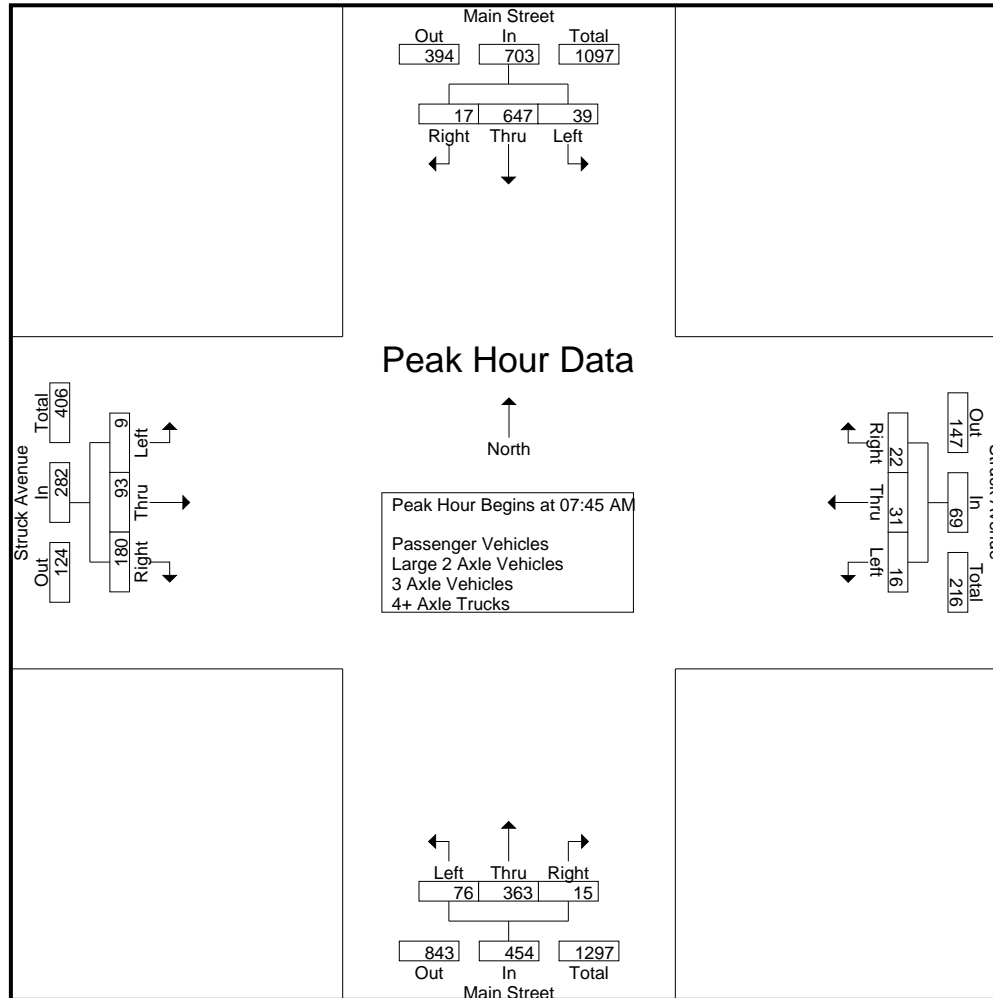 Main Street
Out In Total
394 703 1097
17 647 39
Right Thru Left
Peak Hour Data
North
Peak Hour Begins at 07:45 AM
Passenger Vehicles
Large 2 Axle Vehicles
3 Axle Vehicles
4+ Axle Trucks
Struck Avenue
Out In Total
124 282 406
180 93 9
Right Thru Left
Out In Total
147 69 216
22 31 16
Right Thru Left
Left Thru Right
76 363 15
843 454 1297
Out In Total
Main Street